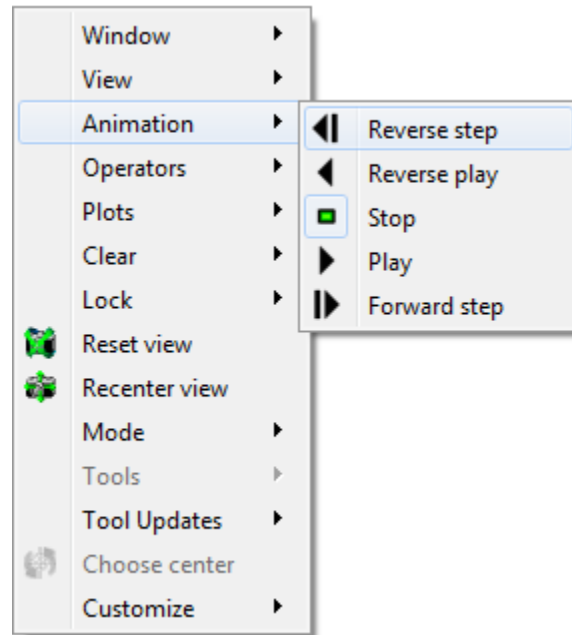 Window
View
Animation
Operators
Plots
Clear
Lock
Reset view
Recenter view
Mode
Tools
Tool Updates
Choose center
Customize
Reverse step
Reverse play
Stop
Play
Forward step